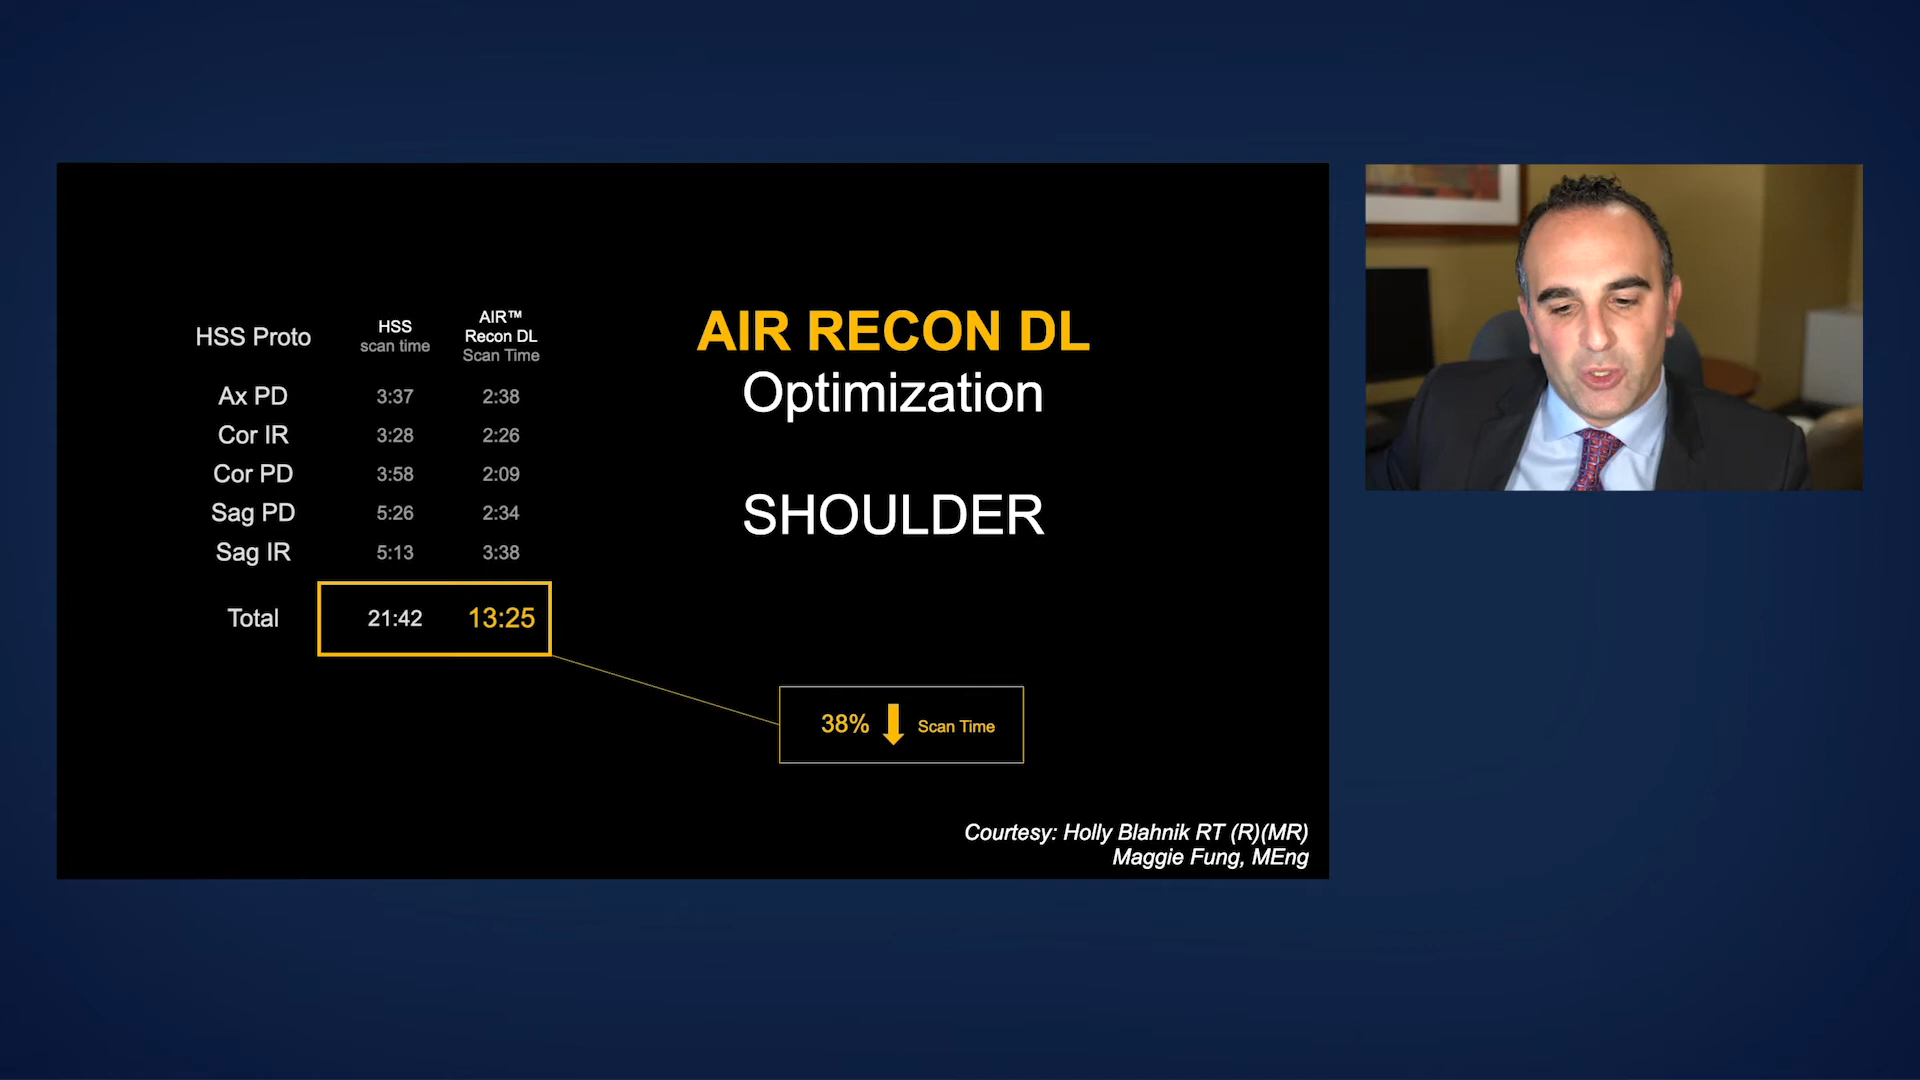 HSS Proto HSS scan time AIR™ Recon DL Scan Time
Ax PD 3:37 2:38
Cor IR 3:28 2:26
Cor PD 3:58 2:09
Sag PD 5:26 2:34
Sag IR 5:13 3:38
Total 21:42 13:25
AIR RECON DL
Optimization
SHOULDER
38% Scan Time
Courtesy: Holly Blahnik RT (R)(MR)
Maggie Fung, MEng